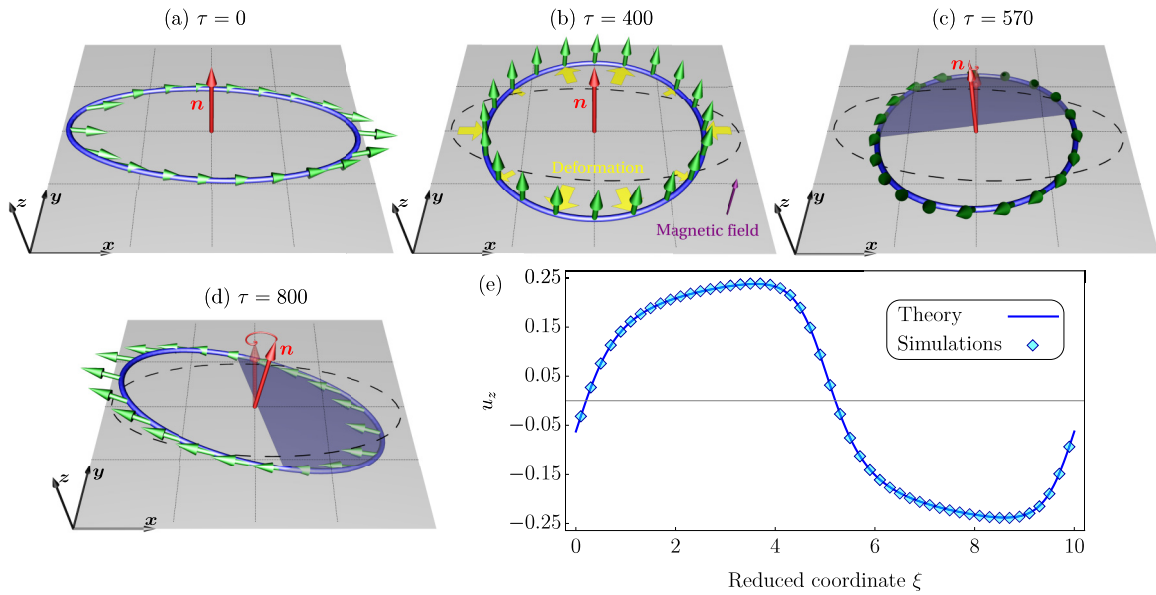 (a) τ = 0
(b) τ = 400
(c) τ = 570
n
z
y
x
n
Deformation
Magnetic field
z
y
x
n
z
y
x
(d) τ = 800
n
z
y
x
(e)
0.25
0.15
0.05
−0.05
−0.15
−0.25
u_z
Theory
Simulations
0
2
4
6
8
10
Reduced coordinate ξ